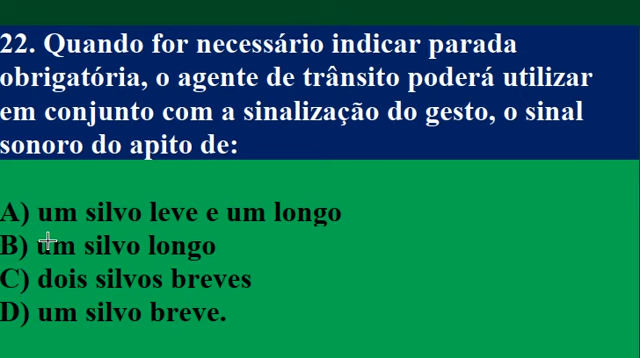 22. Quando for necessário indicar parada
obrigatória, o agente de trânsito poderá utilizar
em conjunto com a sinalização do gesto, o sinal
sonoro do apito de:
A) um silvo leve e um longo
B) um silvo longo
C) dois silvos breves
D) um silvo breve.